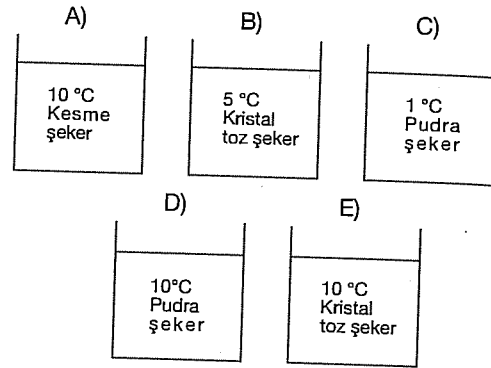 A)
10 °C
Kesme
şeker
B)
5 °C
Kristal
toz şeker
C)
1 °C
Pudra
şeker
D)
10°C
Pudra
şeker
E)
10 °C
Kristal
toz şeker